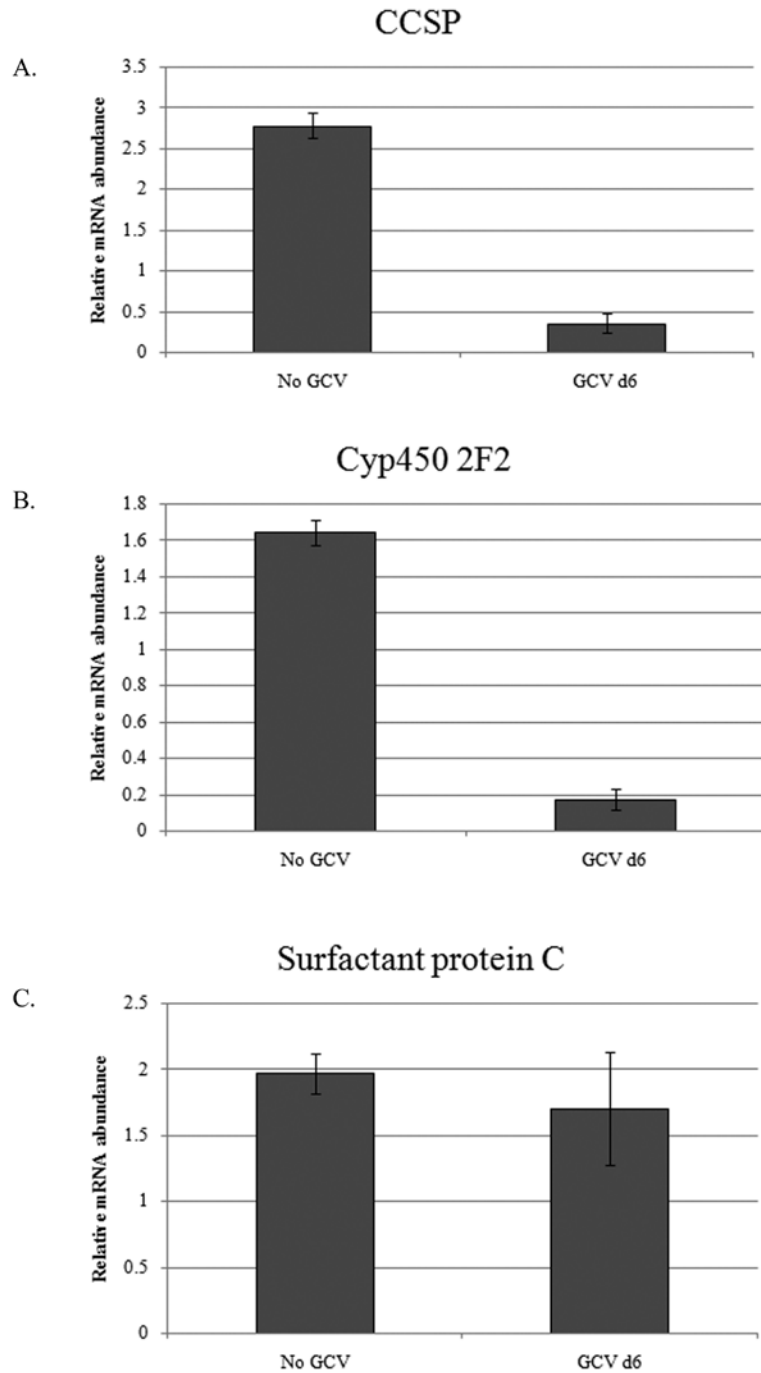 CCSP
A.
3.5
3
2.5
2
1.5
1
0.5
0
Relative mRNA abundance
No GCV
GCV d6
Cyp450 2F2
B.
1.8
1.6
1.4
1.2
1
0.8
0.6
0.4
0.2
0
Relative mRNA abundance
No GCV
GCV d6
Surfactant protein C
C.
2.5
2
1.5
1
0.5
0
Relative mRNA abundance
No GCV
GCV d6